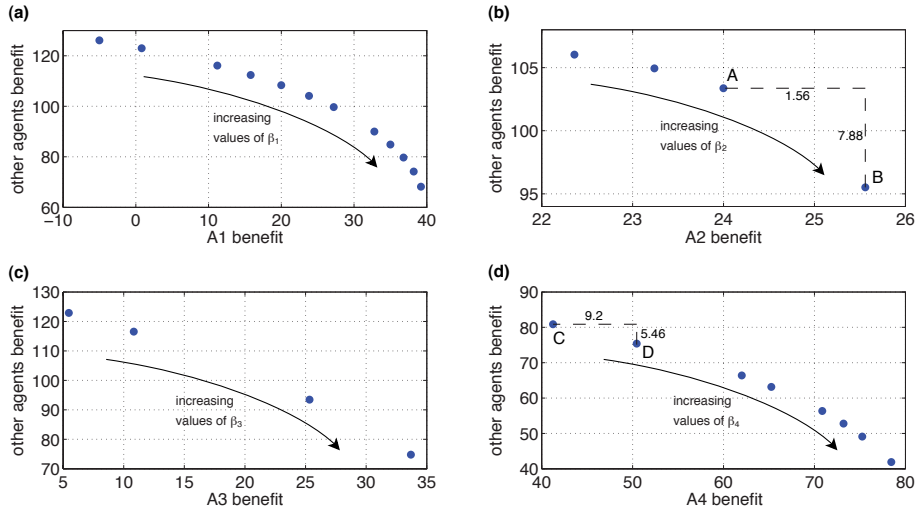 (a)
other agents benefit
120
100
80
60
−10
0
10
20
30
40
A1 benefit
increasing
values of β1
(b)
other agents benefit
105
100
95
22
23
24
25
26
A2 benefit
A
1.56
7.88
B
increasing
values of β2
(c)
other agents benefit
130
120
110
100
90
80
70
5
10
15
20
25
30
35
A3 benefit
increasing
values of β3
(d)
other agents benefit
90
80
70
60
50
40
40
50
60
70
80
A4 benefit
9.2
C
5.46
D
increasing
values of β4